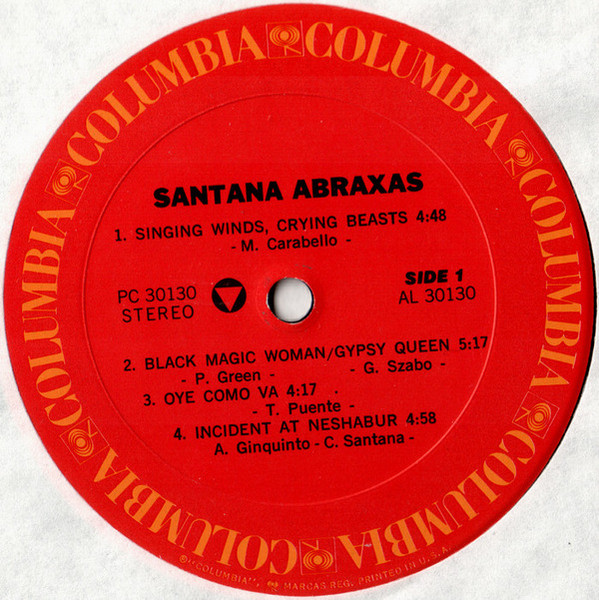 COLUMBIA COLUMBIA COLUMBIA COLUMBIA COLUMBIA COLUMBIA
SANTANA ABRAXAS
1. SINGING WINDS, CRYING BEASTS 4:48
- M. Carabello -
PC 30130
STEREO
SIDE 1
AL 30130
2. BLACK MAGIC WOMAN/GYPSY QUEEN 5:17
- P. Green - - G. Szabo -
3. OYE COMO VA 4:17
- T. Puente -
4. INCIDENT AT NESHABUR 4:58
A. Ginquinto - C. Santana -
©"COLUMBIA", MARCAS REG. PRINTED IN U.S.A.